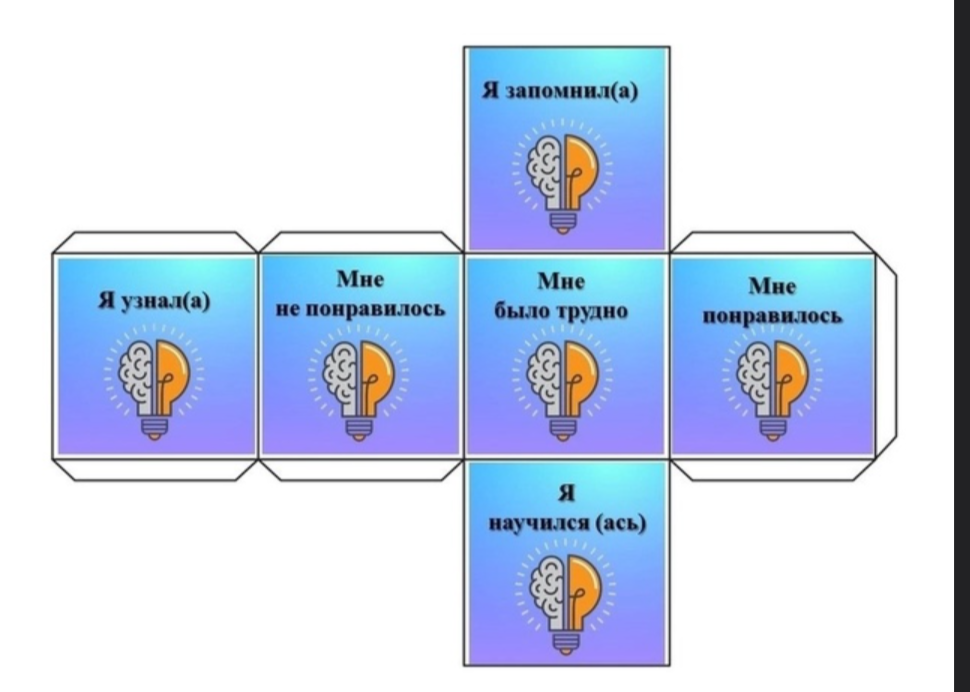 Я запомнил(а)
Я узнал(а)
Мне
не понравилось
Мне
было трудно
Мне
понравилось
Я
научился (ась)